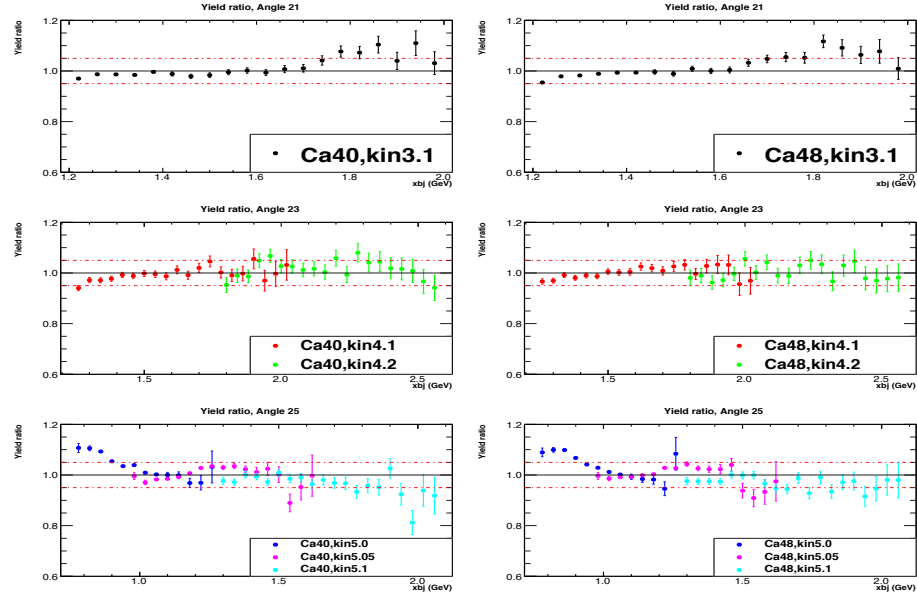 Yield ratio, Angle 21
Yield ratio
1.2
1.0
0.8
0.6
Ca40,kin3.1
1.2 1.4 1.6 1.8 2.0
xbj (GeV)
Yield ratio, Angle 21
Yield ratio
1.2
1.0
0.8
0.6
Ca48,kin3.1
1.2 1.4 1.6 1.8 2.0
xbj (GeV)
Yield ratio, Angle 23
Yield ratio
1.2
1.0
0.8
0.6
Ca40,kin4.1
Ca40,kin4.2
1.5 2.0 2.5
xbj (GeV)
Yield ratio, Angle 23
Yield ratio
1.2
1.0
0.8
0.6
Ca48,kin4.1
Ca48,kin4.2
1.5 2.0 2.5
xbj (GeV)
Yield ratio, Angle 25
Yield ratio
1.2
1.0
0.8
0.6
Ca40,kin5.0
Ca40,kin5.05
Ca40,kin5.1
1.0 1.5 2.0
xbj (GeV)
Yield ratio, Angle 25
Yield ratio
1.2
1.0
0.8
0.6
Ca48,kin5.0
Ca48,kin5.05
Ca48,kin5.1
1.0 1.5 2.0
xbj (GeV)